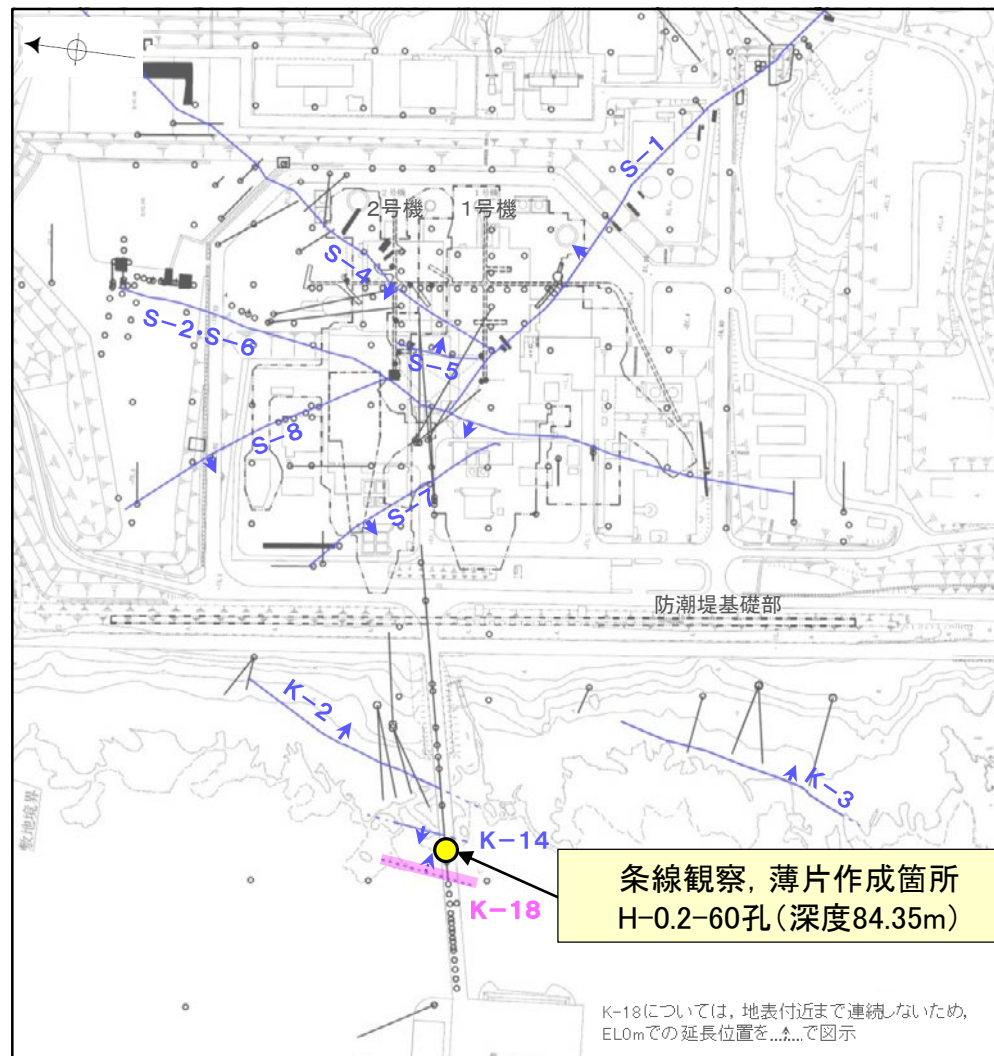 S-1
2号機
1号機
S-4
S-2・S-6
S-5
S-8
S-7
防潮堤基礎部
K-2
K-3
敷地境界
K-14
K-18
条線観察, 薄片作成箇所
H-0.2-60孔（深度84.35m）
K-18については, 地表付近まで連続しないため,
EL0mでの延長位置を
で図示